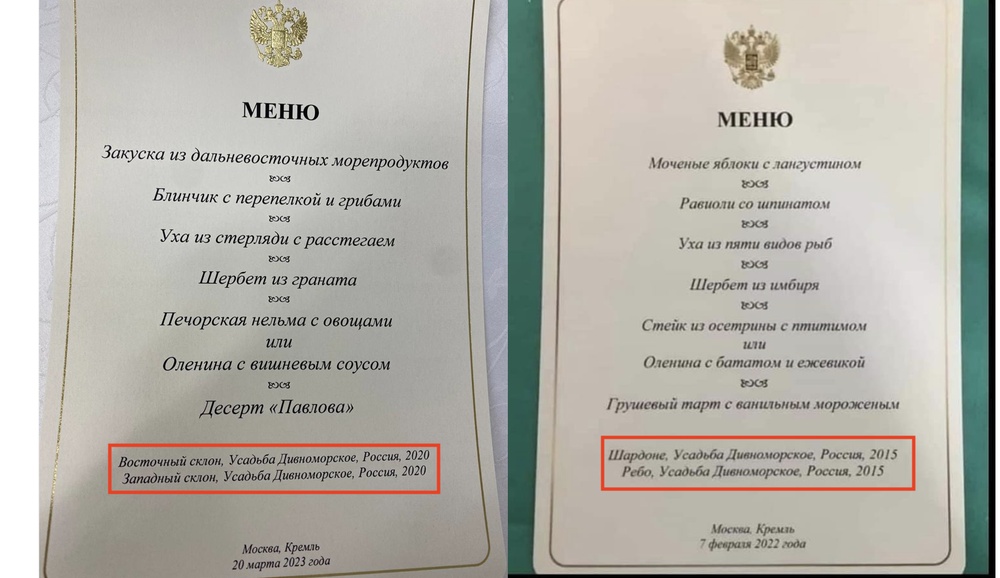 МЕНЮ
Закуска из дальневосточных морепродуктов
Блинчик с перепелкой и грибами
Уха из стерляди с расстегаем
Шербет из граната
Печорская нельма с овощами
или
Оленина с вишневым соусом
Десерт «Павлова»
Восточный склон, Усадьба Дивноморское, Россия, 2020
Западный склон, Усадьба Дивноморское, Россия, 2020
Москва, Кремль
20 марта 2023 года
МЕНЮ
Моченые яблоки с лангустином
Равиоли со шпинатом
Уха из пяти видов рыб
Шербет из имбиря
Стейк из осетрины с птитимом
или
Оленина с бататом и ежевикой
Грушевый тарт с ванильным мороженым
Шардоне, Усадьба Дивноморское, Россия, 2015
Ребо, Усадьба Дивноморское, Россия, 2015
Москва, Кремль
7 февраля 2022 года